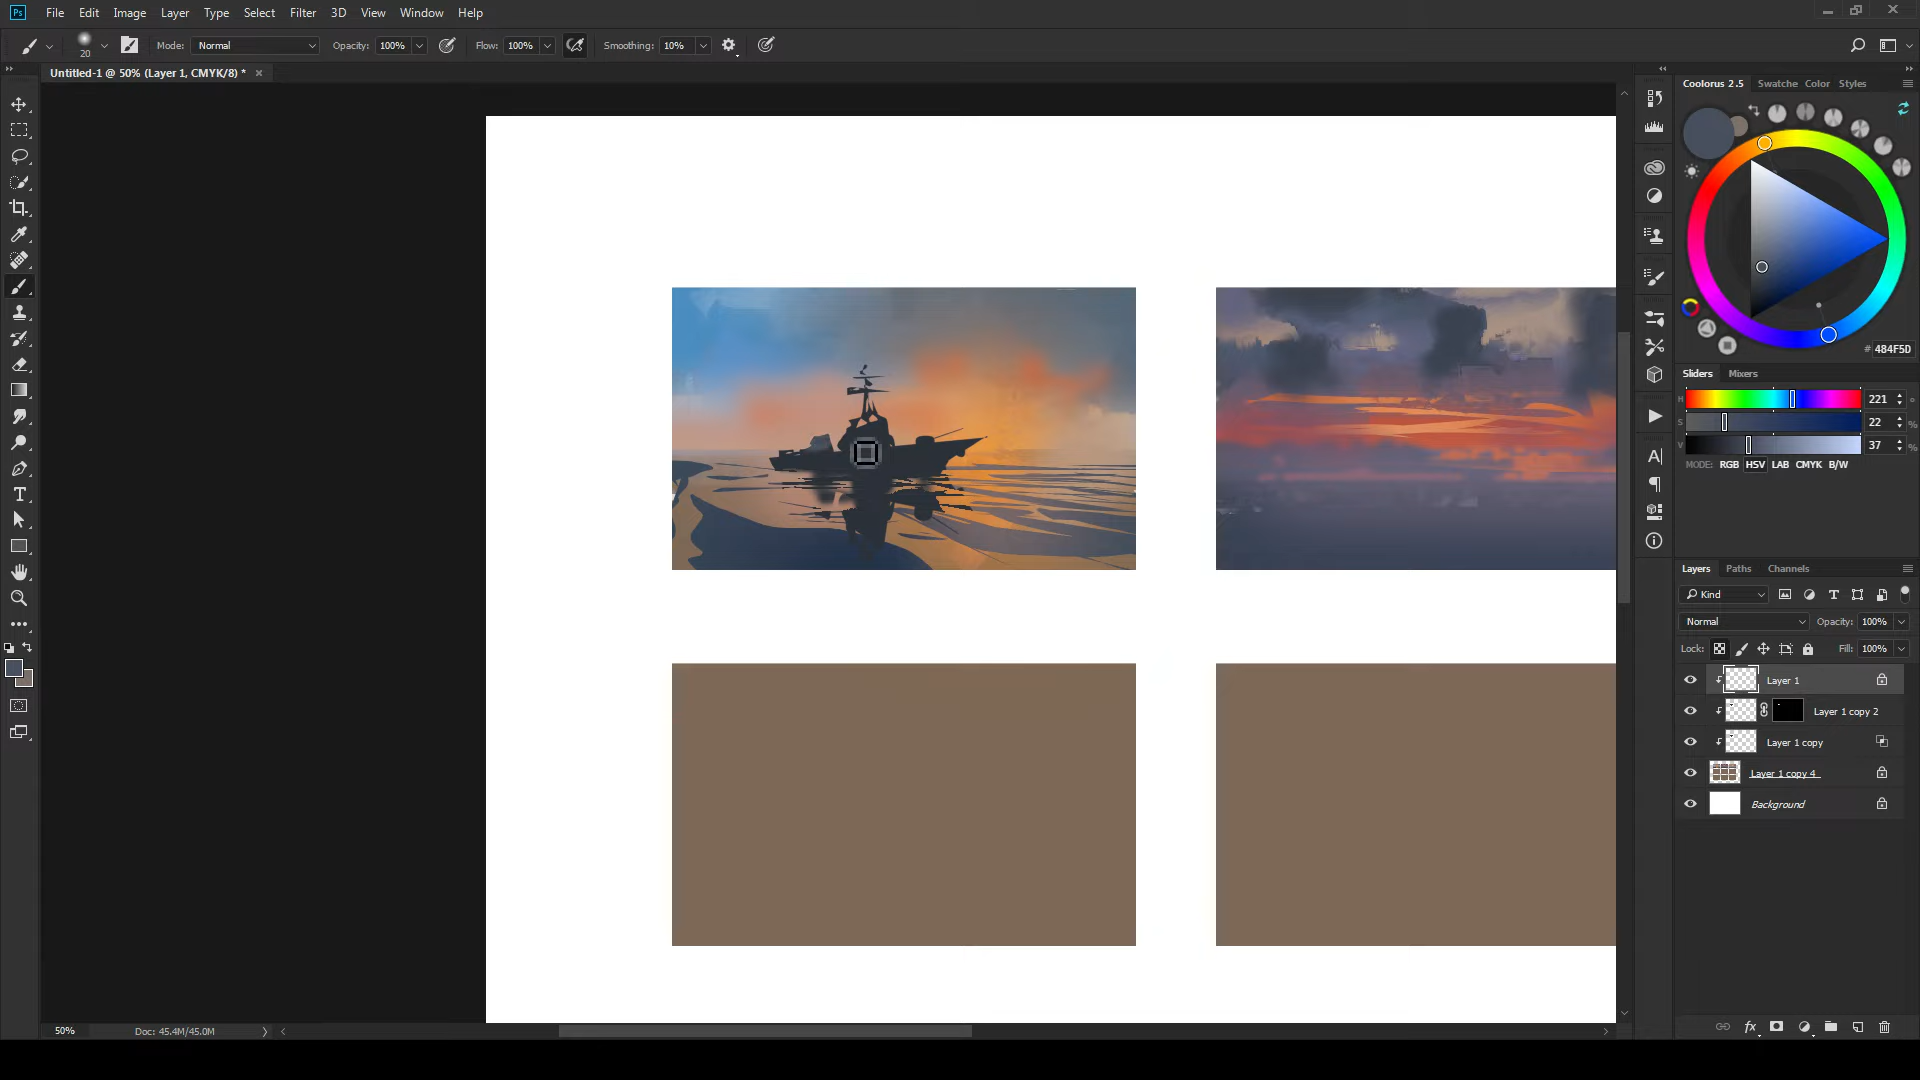 Ps File Edit Image Layer Type Select Filter 3D View Window Help
20 Mode: Normal Opacity: 100% Flow: 100% Smoothing: 10%
Untitled-1 @ 50% (Layer 1, CMYK/8) * ×
Coolorus 2.5 Swatche Color Styles
# 484F5D
Sliders Mixers
H 221 °
S 22 %
V 37 %
MODE: RGB HSV LAB CMYK B/W
Layers Paths Channels
Kind
Normal Opacity: 100%
Lock: Fill: 100%
Layer 1
Layer 1 copy 2
Layer 1 copy
Layer 1 copy 4
Background
fx
50% Doc: 45.4M/45.0M